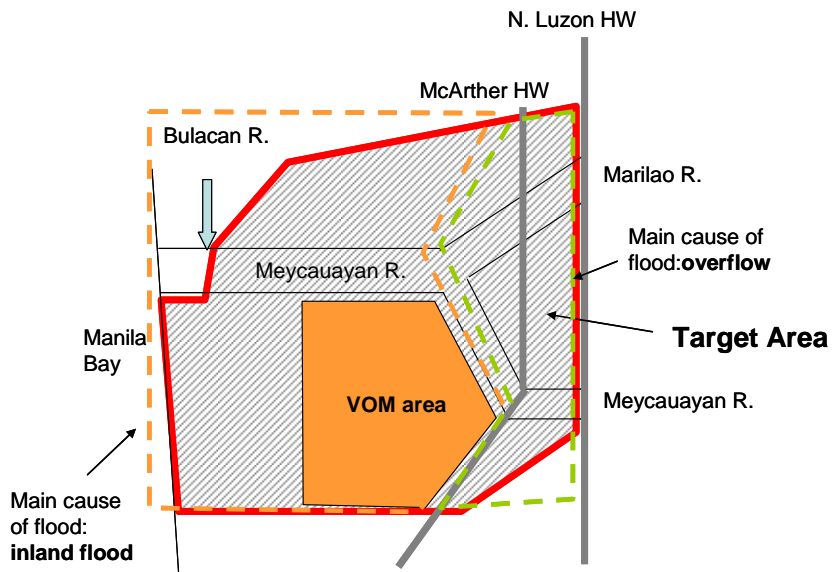 N. Luzon HW
McArther HW
Bulacan R.
Marilao R.
Main cause of
flood:overflow
Meycauayan R.
Target Area
Manila
Bay
VOM area
Meycauayan R.
Main cause
of flood:
inland flood